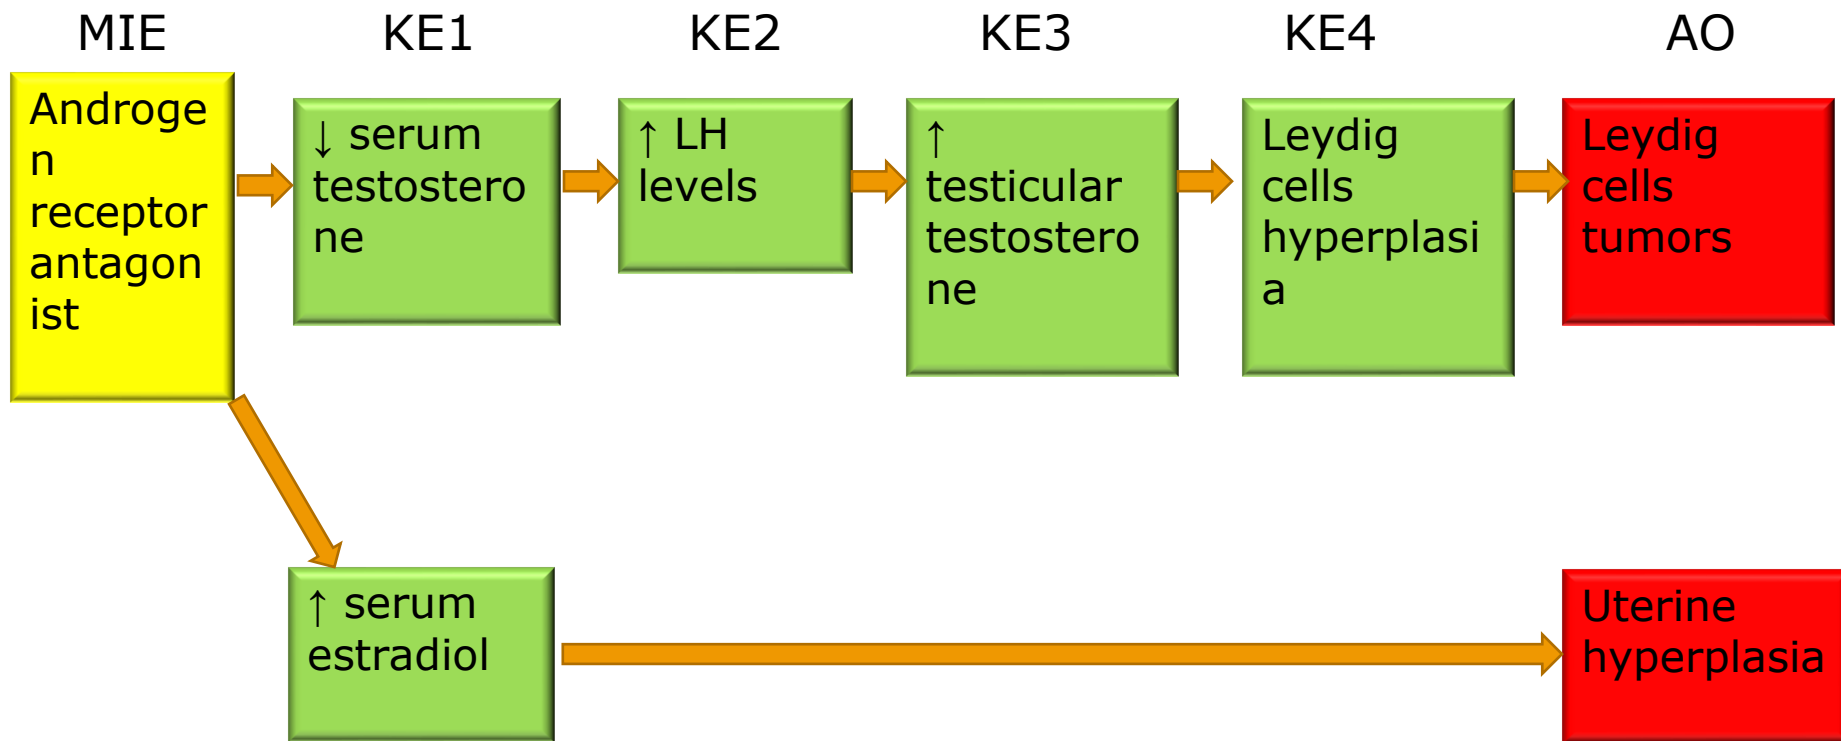 MIE KE1 KE2 KE3 KE4 AO
Androge
n
receptor
antagon
ist
↓ serum
testostero
ne
↑ LH
levels
↑
testicular
testostero
ne
Leydig
cells
hyperplasi
a
Leydig
cells
tumors
↑ serum
estradiol
Uterine
hyperplasia